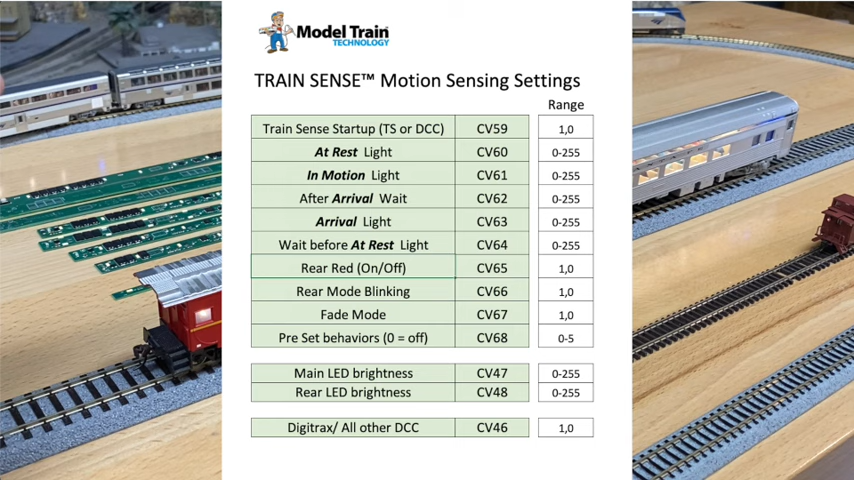 Model Train
TECHNOLOGY
TRAIN SENSE™ Motion Sensing Settings
Range
Train Sense Startup (TS or DCC) CV59 1,0
At Rest Light CV60 0-255
In Motion Light CV61 0-255
After Arrival Wait CV62 0-255
Arrival Light CV63 0-255
Wait before At Rest Light CV64 0-255
Rear Red (On/Off) CV65 1,0
Rear Mode Blinking CV66 1,0
Fade Mode CV67 1,0
Pre Set behaviors (0 = off) CV68 0-5
Main LED brightness CV47 0-255
Rear LED brightness CV48 0-255
Digitrax/ All other DCC CV46 1,0